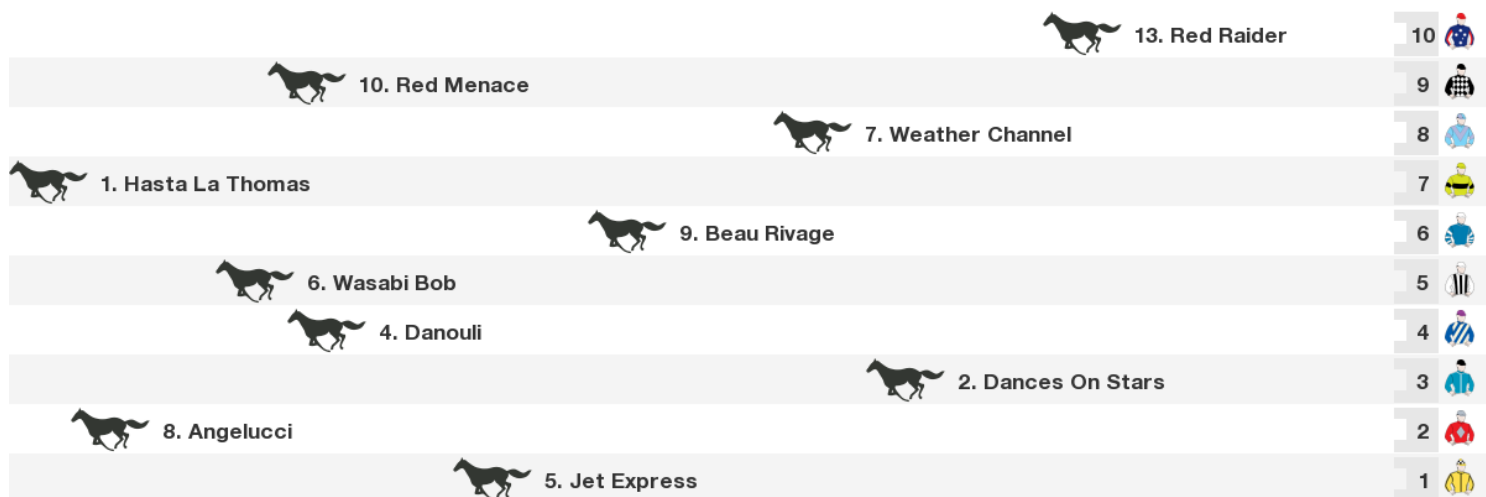 13. Red Raider 10
10. Red Menace 9
7. Weather Channel 8
1. Hasta La Thomas 7
9. Beau Rivage 6
6. Wasabi Bob 5
4. Danouli 4
2. Dances On Stars 3
8. Angelucci 2
5. Jet Express 1